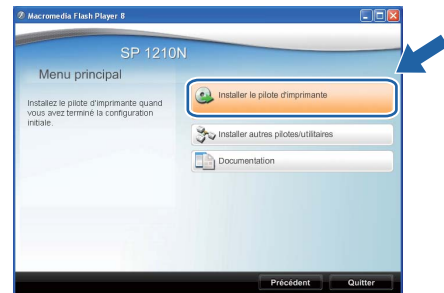 Macromedia Flash Player 8
SP 1210N
Menu principal
Installez le pilote d'imprimante quand
vous avez terminé la configuration
initiale.
Installer le pilote d'imprimante
Installer autres pilotes/utilitaires
Documentation
Précédent
Quitter